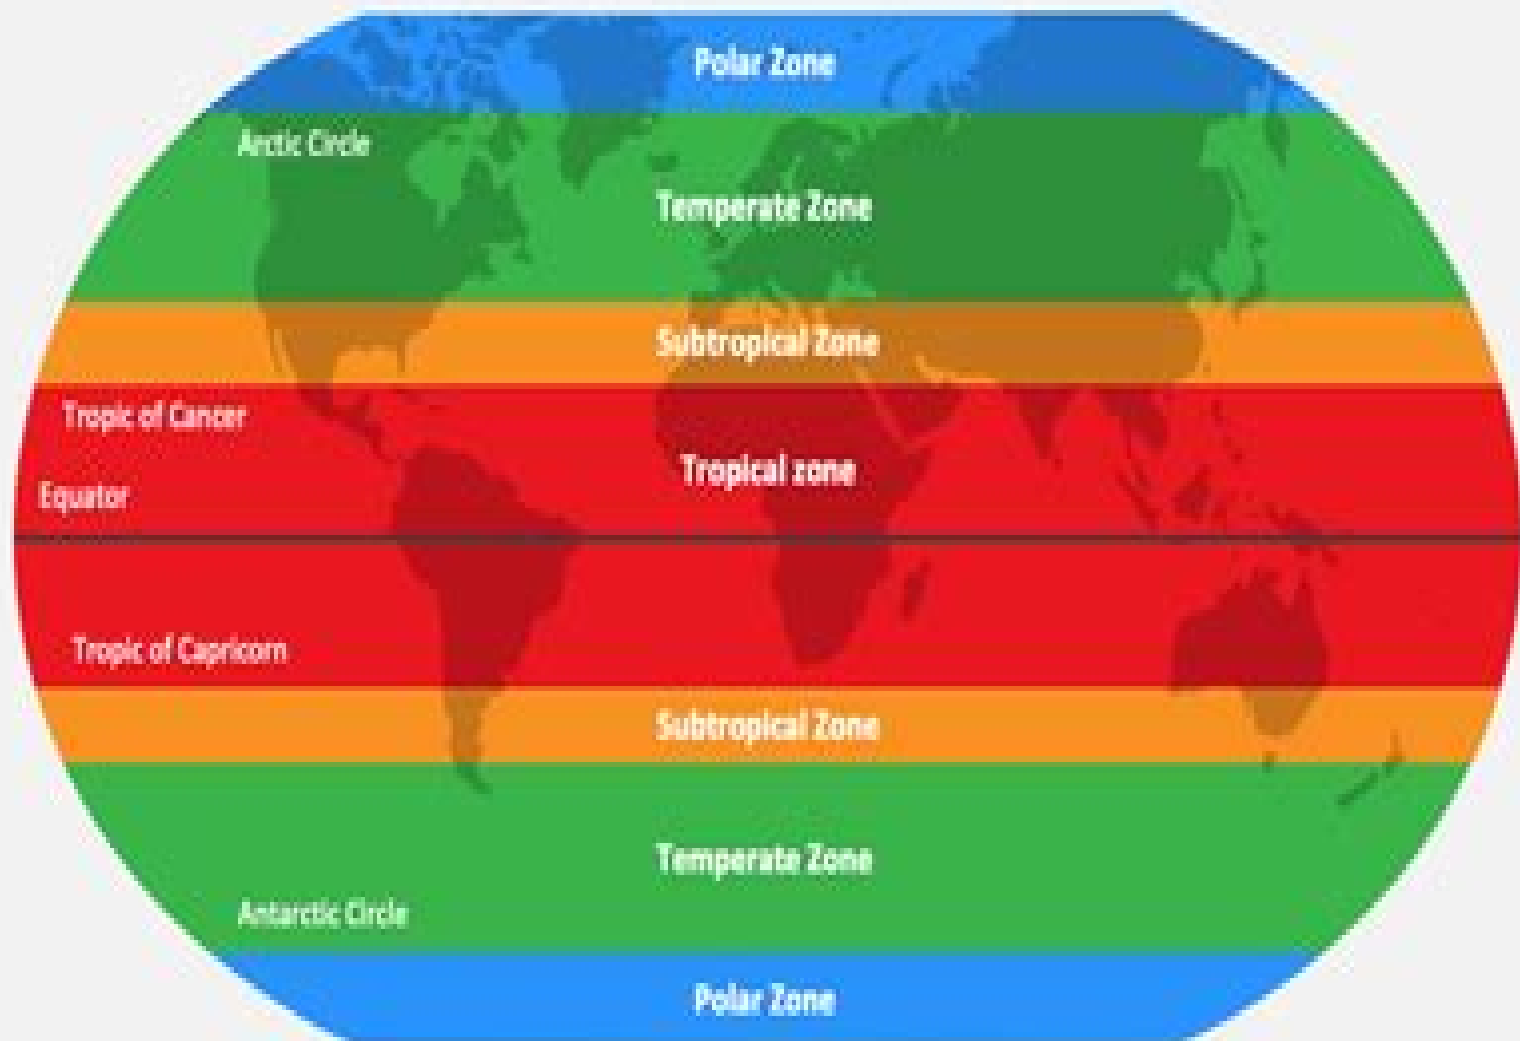 Polar Zone
Arctic Circle
Temperate Zone
Subtropical Zone
Tropic of Cancer
Tropical zone
Equator
Tropic of Capricorn
Subtropical Zone
Temperate Zone
Antarctic Circle
Polar Zone